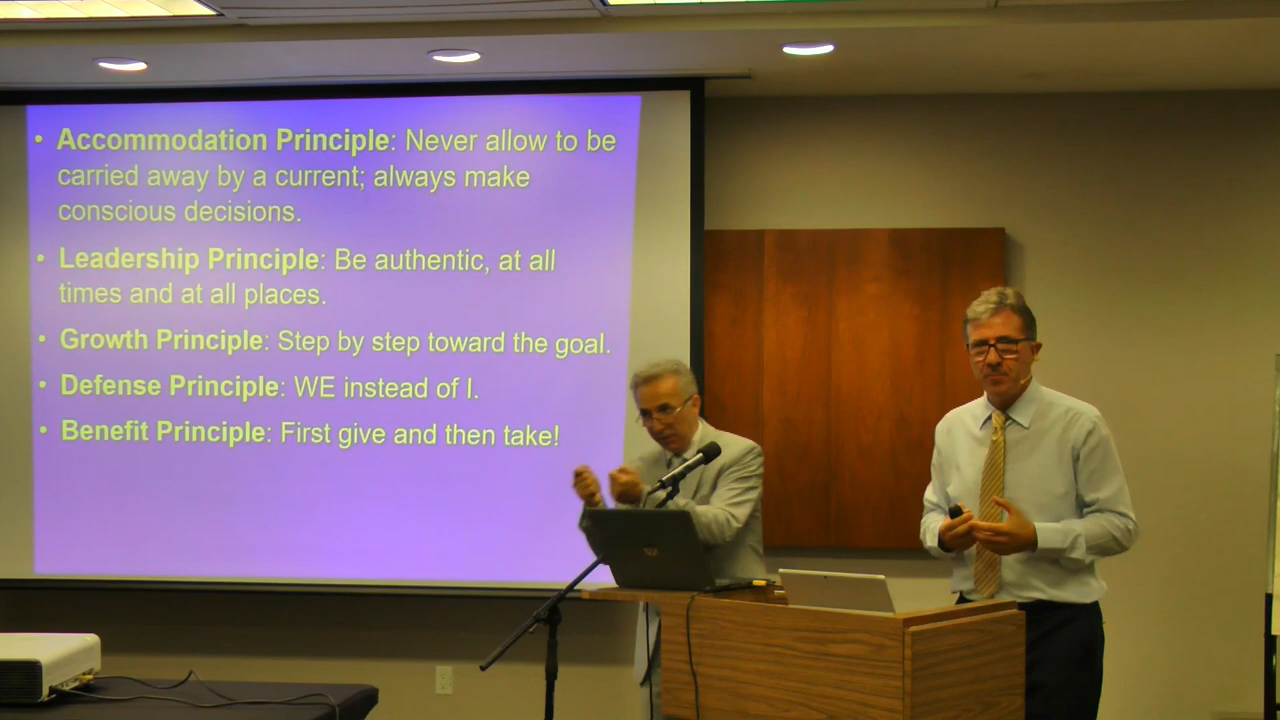 • Accommodation Principle: Never allow to be
carried away by a current; always make
conscious decisions.
• Leadership Principle: Be authentic, at all
times and at all places.
• Growth Principle: Step by step toward the goal.
• Defense Principle: WE instead of I.
• Benefit Principle: First give and then take!